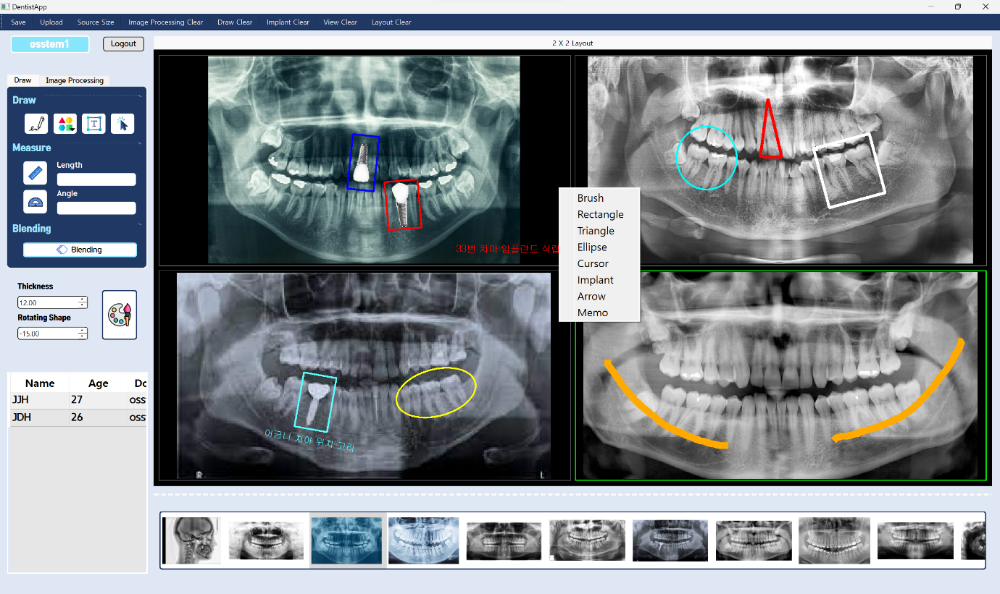 DentistApp
Save Upload Source Size Image Processing Clear Draw Clear Implant Clear View Clear Layout Clear
osstem1 Logout
2 X 2 Layout
Draw Image Processing
Draw
T
Measure
Length
Angle
Blending
Blending
Thickness
12.00
Rotating Shape
-15.00
Name Age Do
JJH 27 oss
JDH 26 oss
33번 치아 임플란트 식립
어금니 치아 위치 고려
R L
Brush
Rectangle
Triangle
Ellipse
Cursor
Implant
Arrow
Memo